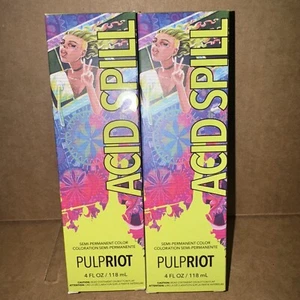 ACID SPILL
SEMI-PERMANENT COLOR
COLORATION SEMI-PERMANENTE
PULPRIOT
4 FL OZ / 118 mL
ACID SPILL
SEMI-PERMANENT COLOR
COLORATION SEMI-PERMANENTE
PULPRIOT
4 FL OZ / 118 mL